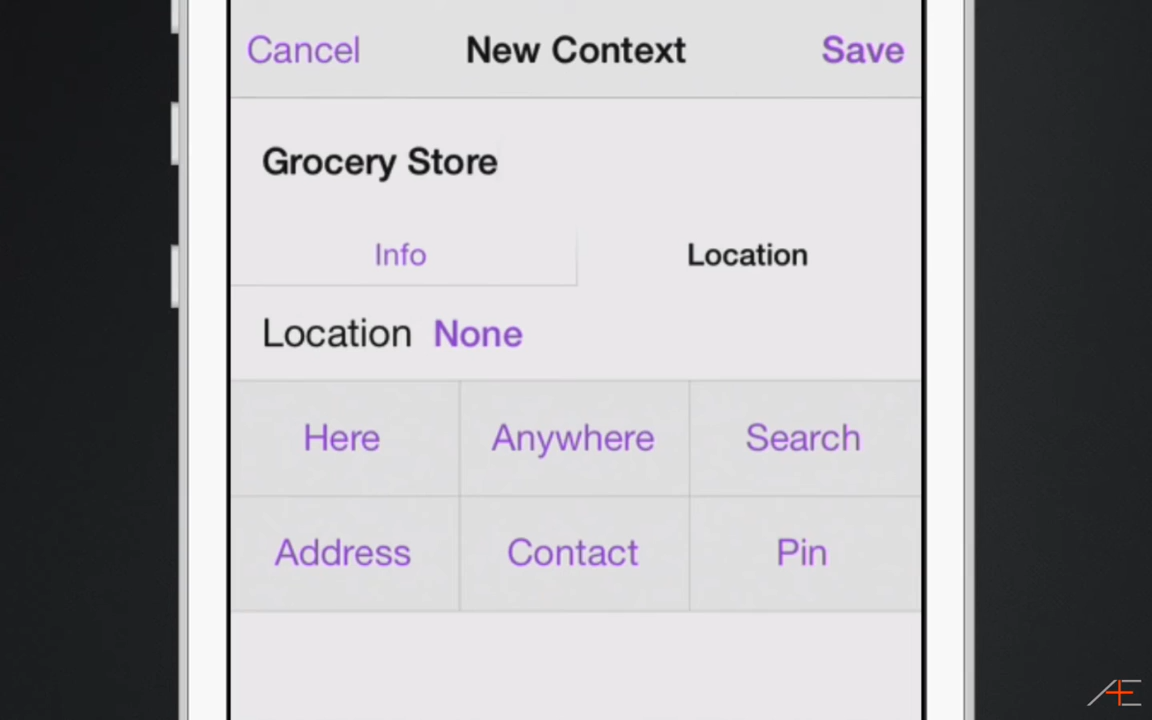 Cancel New Context Save
Grocery Store
Info Location
Location None
Here Anywhere Search
Address Contact Pin
Æ